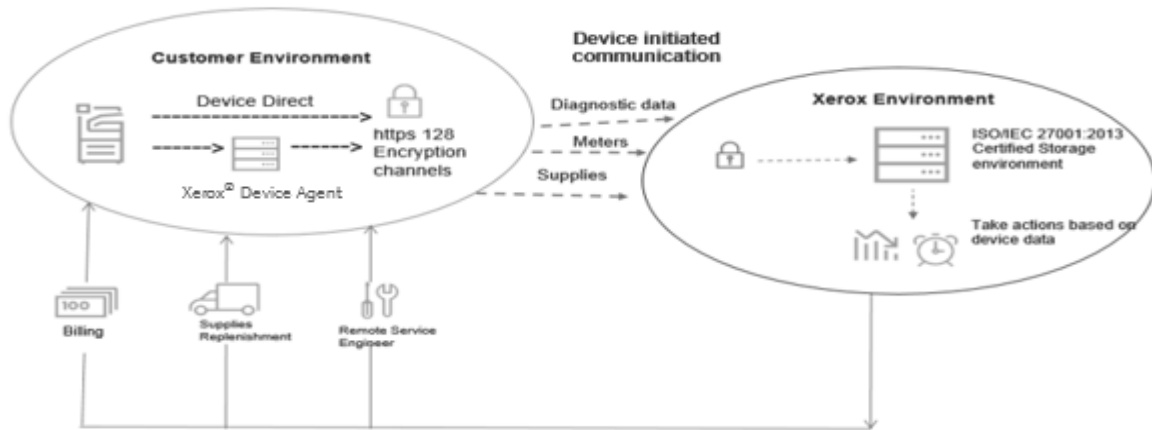 Device initiated
communication
Customer Environment
Device Direct
https 128
Encryption
channels
Xerox® Device Agent
Diagnostic data
Meters
Supplies
Xerox Environment
ISO/IEC 27001:2013
Certified Storage
environment
Take actions based on
device data
100
Billing
Supplies
Replenishment
Remote Service
Engineer